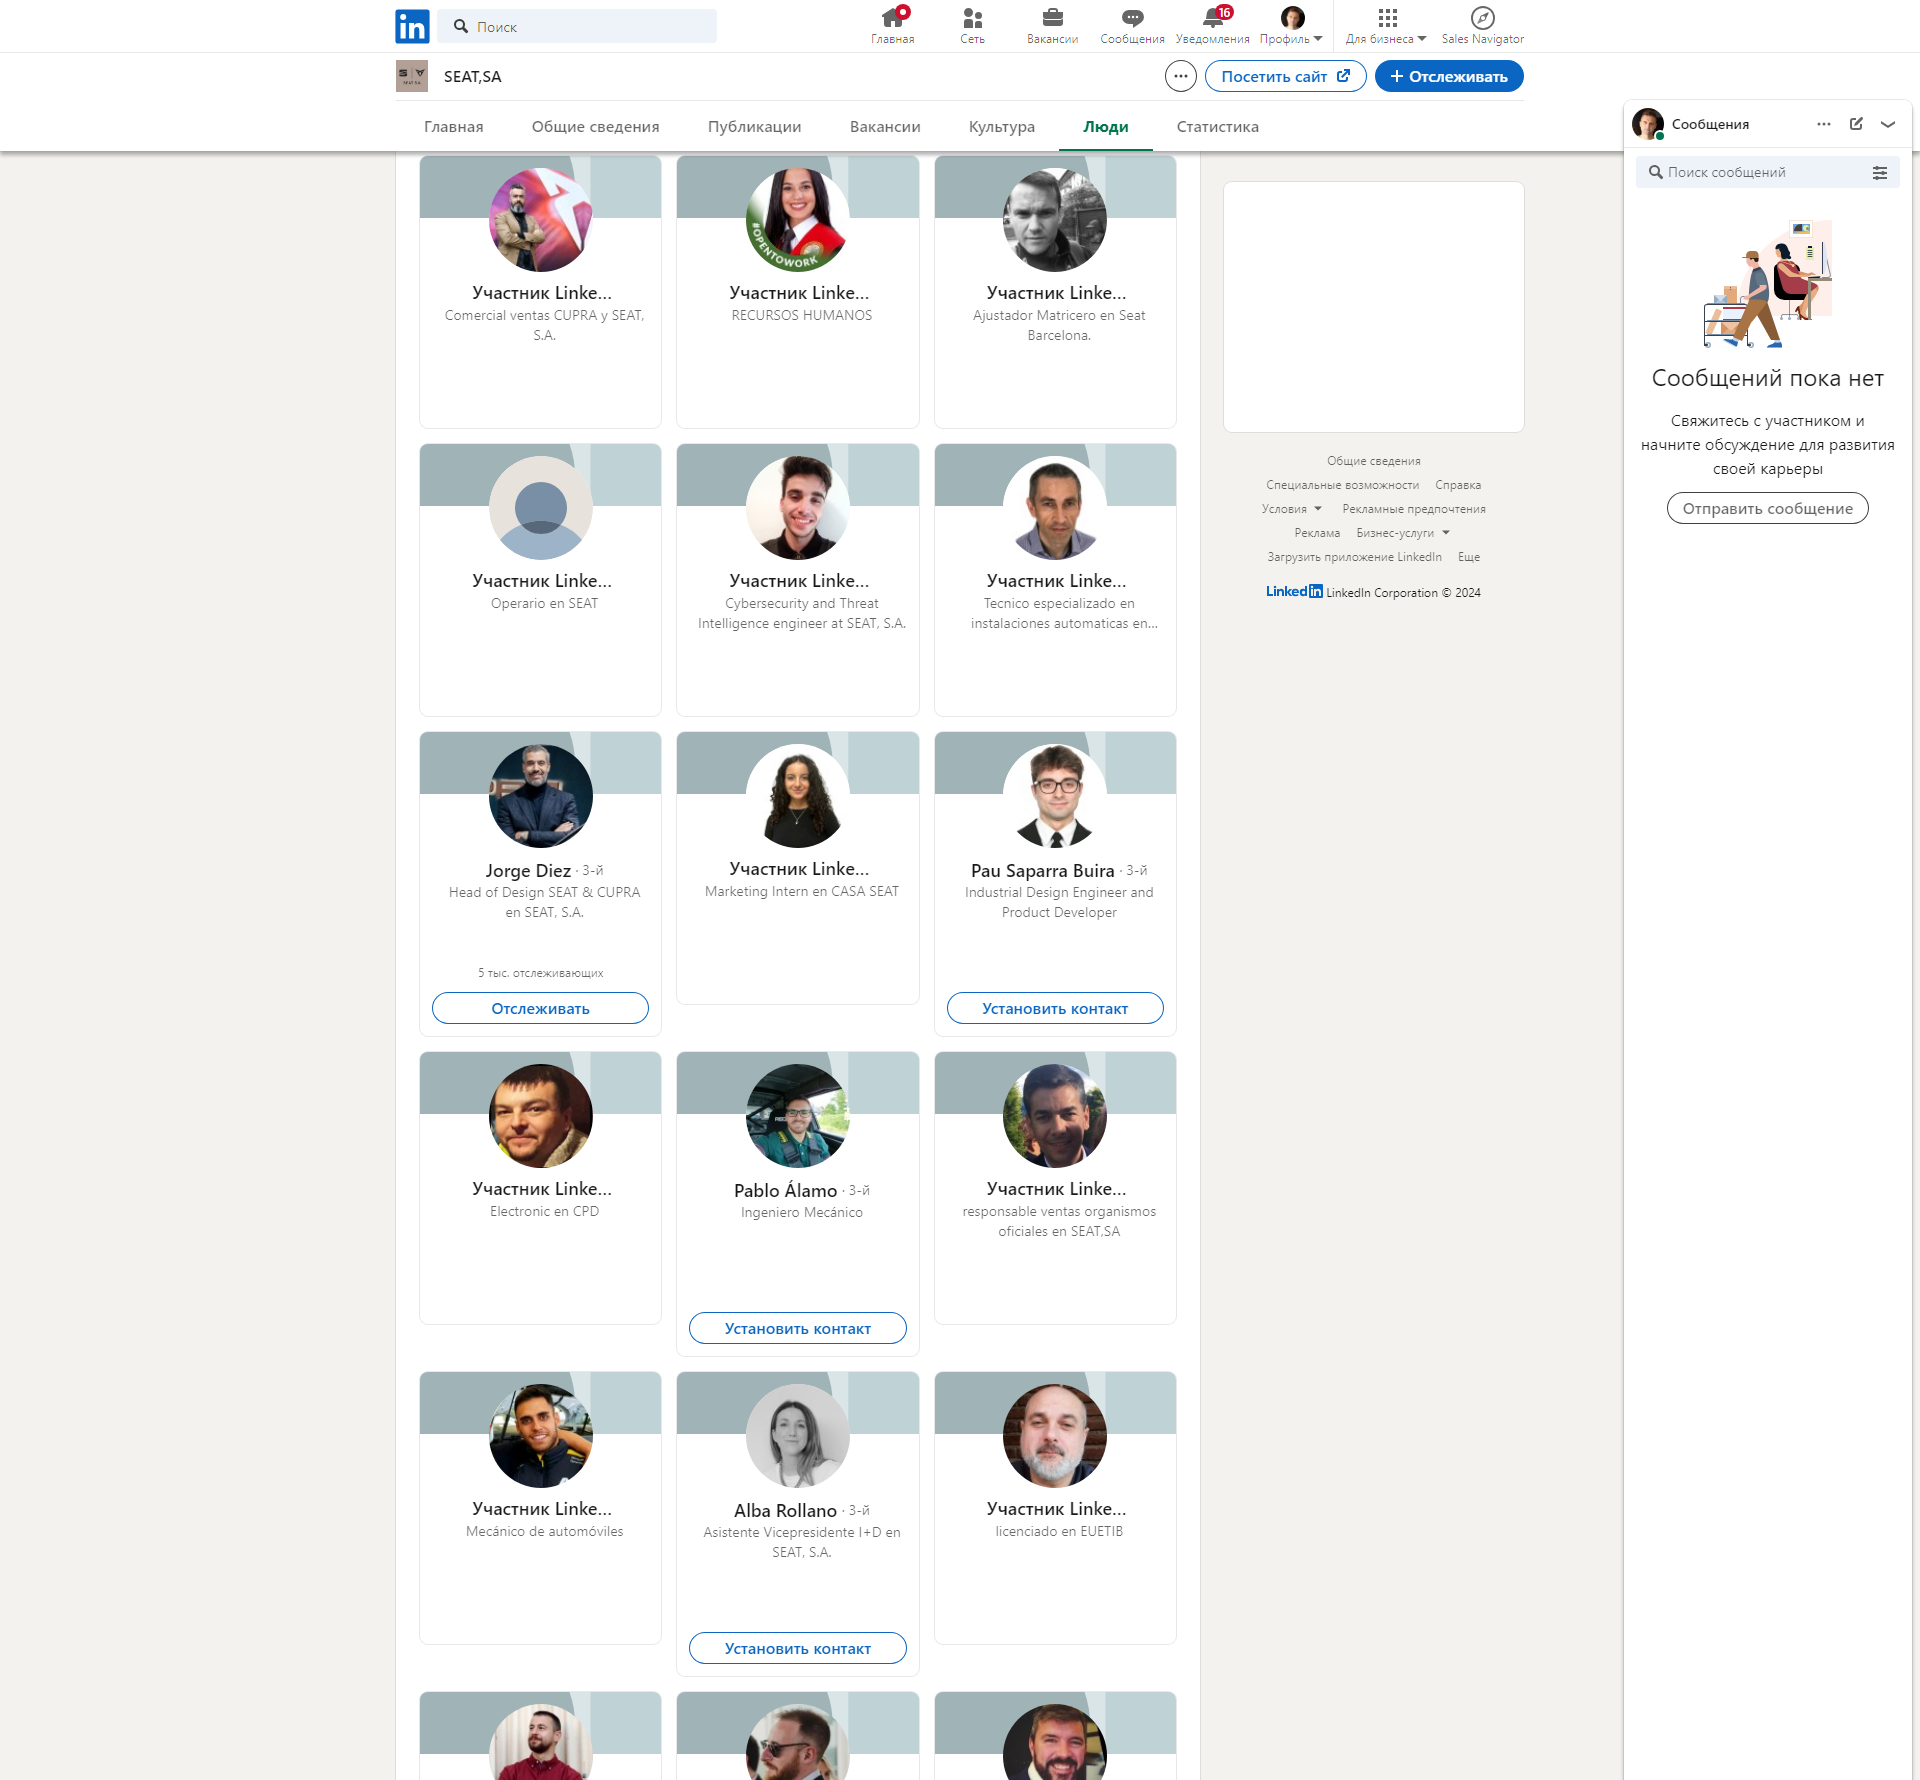 in
Поиск
Главная
Сеть
Вакансии
Сообщения
16
Уведомления
Профиль
Для бизнеса
Sales Navigator
SEAT,SA
Посетить сайт
+ Отслеживать
Главная
Общие сведения
Публикации
Вакансии
Культура
Люди
Статистика
Участник Linke...
Comercial ventas CUPRA y SEAT,
S.A.
#OPENTOWORK
Участник Linke...
RECURSOS HUMANOS
Участник Linke...
Ajustador Matricero en Seat
Barcelona.
Участник Linke...
Operario en SEAT
Участник Linke...
Cybersecurity and Threat
Intelligence engineer at SEAT, S.A.
Участник Linke...
Tecnico especializado en
instalaciones automaticas en...
Jorge Diez · 3-й
Head of Design SEAT & CUPRA
en SEAT, S.A.
5 тыс. отслеживающих
Отслеживать
Участник Linke...
Marketing Intern en CASA SEAT
Pau Saparra Buira · 3-й
Industrial Design Engineer and
Product Developer
Установить контакт
Участник Linke...
Electronic en CPD
Pablo Álamo · 3-й
Ingeniero Mecánico
Установить контакт
Участник Linke...
responsable ventas organismos
oficiales en SEAT,SA
Участник Linke...
Mecánico de automóviles
Alba Rollano · 3-й
Asistente Vicepresidente I+D en
SEAT, S.A.
Установить контакт
Участник Linke...
licenciado en EUETIB
Общие сведения
Специальные возможности Справка
Условия Рекламные предпочтения
Реклама Бизнес-услуги
Загрузить приложение LinkedIn Еще
LinkedIn LinkedIn Corporation © 2024
Сообщения
Поиск сообщений
Сообщений пока нет
Свяжитесь с участником и
начните обсуждение для развития
своей карьеры
Отправить сообщение